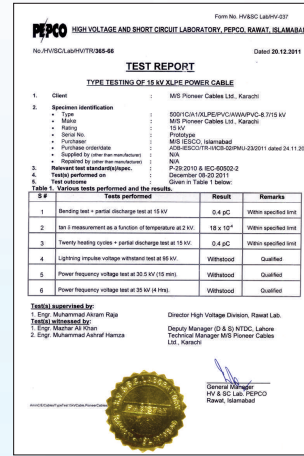 Form No. HV&SC Lab/HV-037
PEPCO HIGH VOLTAGE AND SHORT CIRCUIT LABORATORY, PEPCO, RAWAT, ISLAMABAD
No./HV/SC/Lab/HV/TR/365-66 Dated 20.12.2011
TEST REPORT
TYPE TESTING OF 15 kV XLPE POWER CABLE
1. Client : M/S Pioneer Cables Ltd., Karachi
2. Specimen identification
• Type : 500/1C/A1/XLPE/PVC/AWA/PVC-8.7/15 kV
• Make : M/S Pioneer Cables Ltd., Karachi
• Rating : 15 kV
• Serial No. : Prototype
• Purchaser : M/S IESCO, Islamabad
• Purchase order/date : ADB-IESCO/TR-I/ICB-02/PMU-23/2011 dated 24.11.20
• Supplied by (other than manufacturer) : N/A
• Repaired by (other than manufacturer) : N/A
3. Relevant test standard(s)/spec. : P-29:2010 & IEC-60502-2
4. Test(s) performed on : December 08-20 2011
5. Test outcome : Given in Table 1 below:
Table 1. Various tests performed and the results.
S # Tests performed Result Remarks
1 Bending test + partial discharge test at 15 kV 0.4 pC Within specified limit
2 tan δ measurement as a function of temperature at 2 kV. 18 x 10⁻⁴ Within specified limit
3 Twenty heating cycles + partial discharge test at 15 kV. 0.4 pC Within specified limit
4 Lightning impulse voltage withstand test at 95 kV. Withstood Qualified
5 Power frequency voltage test at 30.5 kV (15 min). Withstood Qualified
6 Power frequency voltage test at 35 kV (4 Hrs). Withstood Qualified
Test(s) supervised by:
1. Engr. Muhammad Akram Raja Director High Voltage Division, Rawat Lab.
Test(s) witnessed by:
1. Engr. Mazhar Ali Khan Deputy Manager (D & S) NTDC, Lahore
2. Engr. Muhammad Ashraf Hamza Technical Manager M/S Pioneer Cables
Ltd., Karachi
General Manager
HV & SC Lab. PEPCO
Rawat, Islamabad